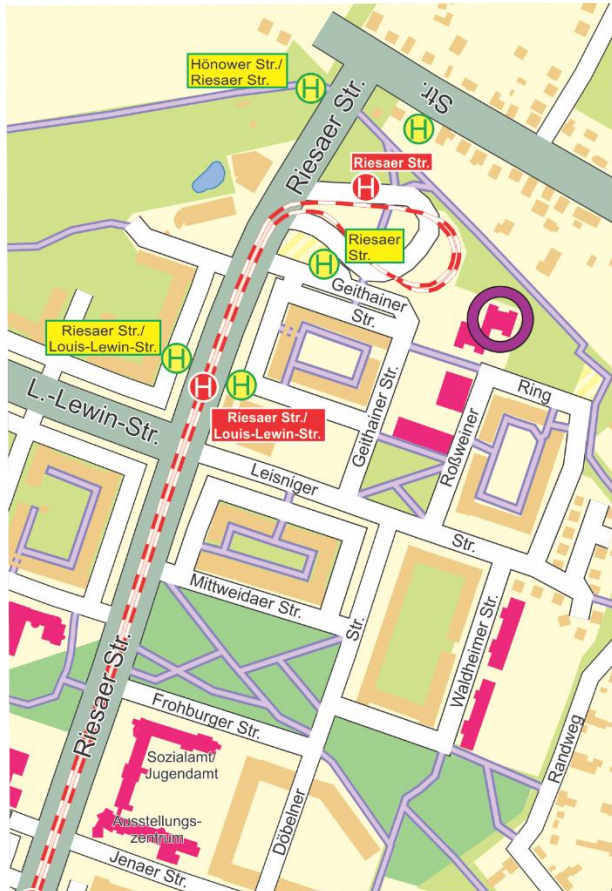 Hönower Str./
Riesaer Str.
H
Str.
H
Riesaer Str.
Riesaer Str.
H
Riesaer
Str.
H
Geithainer
Str.
Riesaer Str./
Louis-Lewin-Str.
H
H
H
Riesaer Str./
Louis-Lewin-Str.
L.-Lewin-Str.
Geithainer Str.
Ring
Roßweiner
Leisniger
Str.
Mittweidaer Str.
Str.
Waldheimer Str.
Riesaer Str.
Frohburger Str.
Randweg
Sozialamt/
Jugendamt
Ausstellungs-
zentrum
Döbelner
Jenaer Str.